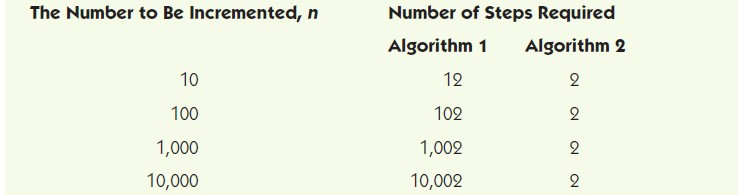 The Number to Be Incremented, n Number of Steps Required
Algorithm 1 Algorithm 2
10 12 2
100 102 2
1,000 1,002 2
10,000 10,002 2